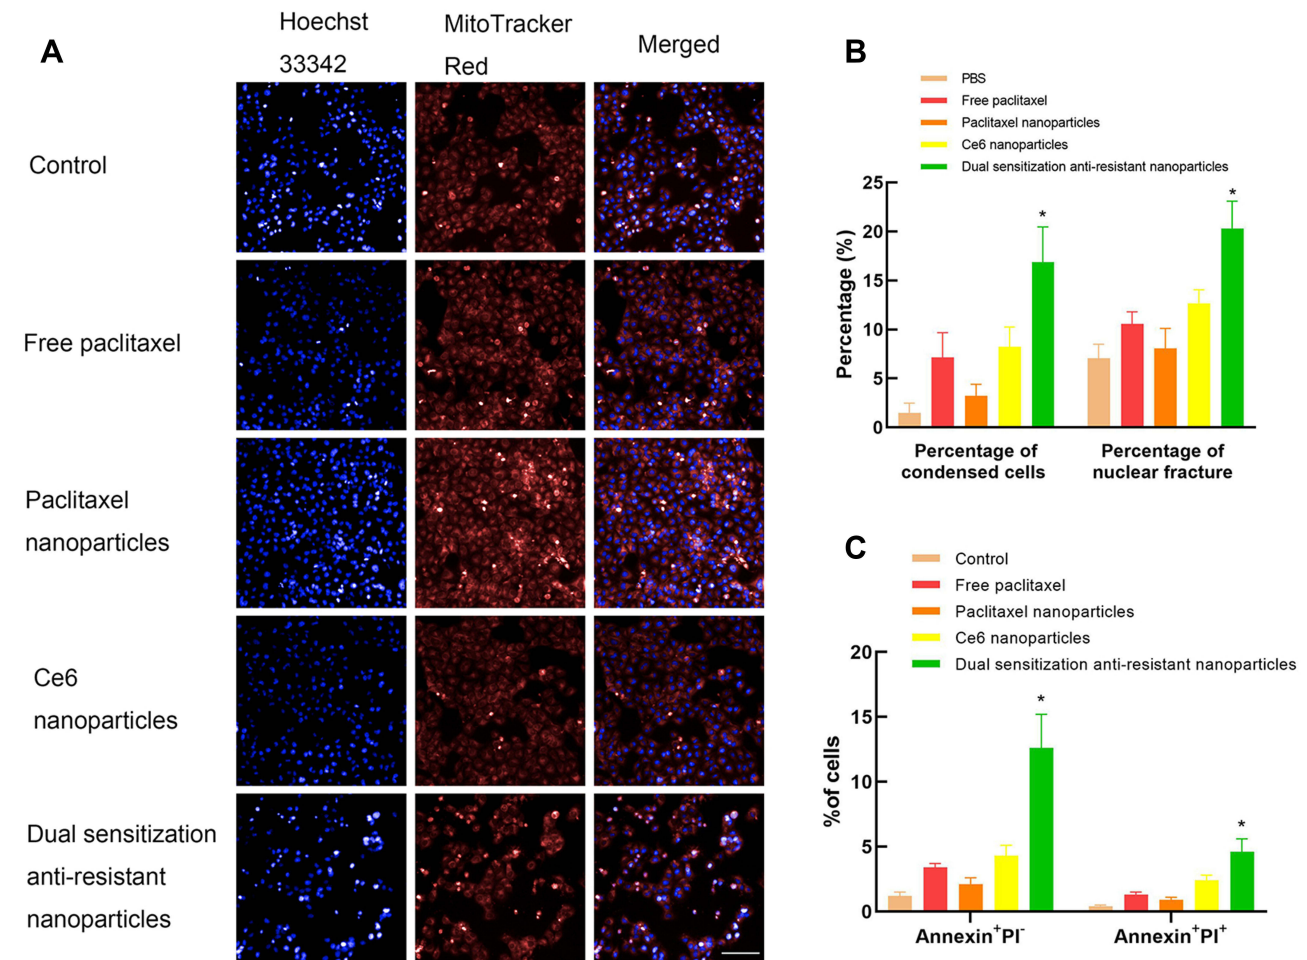 A
Hoechst
33342
MitoTracker
Red
Merged
Control
Free paclitaxel
Paclitaxel
nanoparticles
Ce6
nanoparticles
Dual sensitization
anti-resistant
nanoparticles
B
PBS
Free paclitaxel
Paclitaxel nanoparticles
Ce6 nanoparticles
Dual sensitization anti-resistant nanoparticles
Percentage (%)
25
20
15
10
5
0
*
*
Percentage of
condensed cells
Percentage of
nuclear fracture
C
Control
Free paclitaxel
Paclitaxel nanoparticles
Ce6 nanoparticles
Dual sensitization anti-resistant nanoparticles
%of cells
20
15
10
5
0
*
*
Annexin⁺PI⁻
Annexin⁺PI⁺